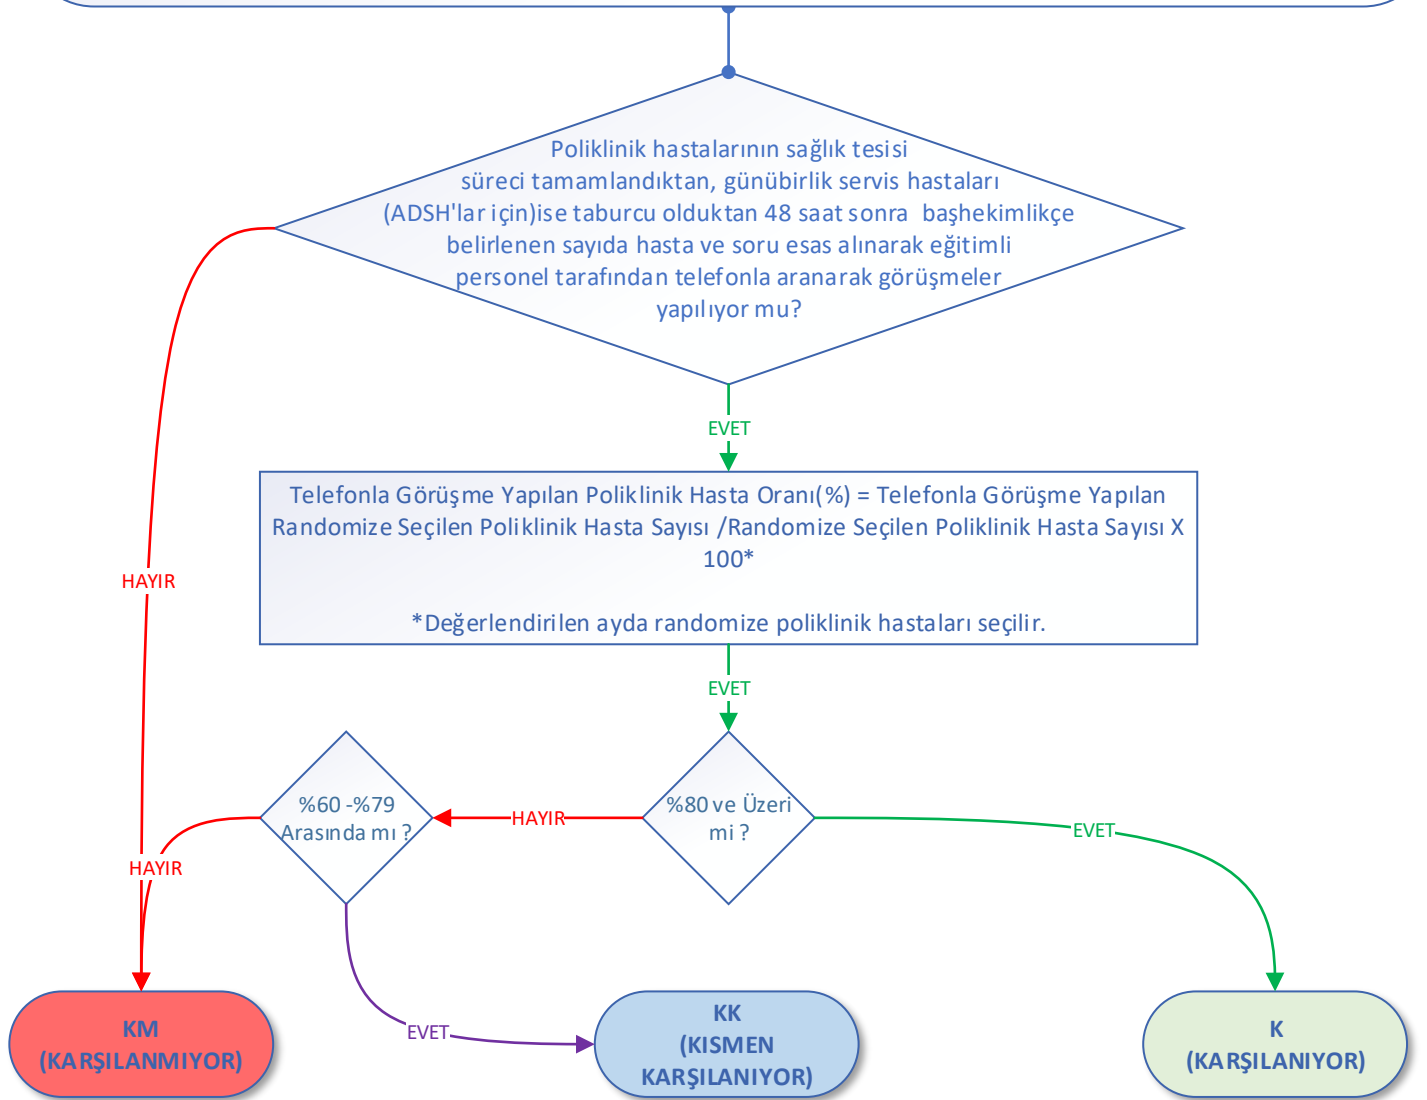 Poliklinik hastalarının sağlık tesisi
süreci tamamlandıktan, günübirlik servis hastaları
(ADSH'lar için)ise taburcu olduktan 48 saat sonra  başhekimlikçe
belirlenen sayıda hasta ve soru esas alınarak eğitimli
personel tarafından telefonla aranarak görüşmeler
yapılıyor mu?
EVET
Telefonla Görüşme Yapılan Poliklinik Hasta Oranı(%) = Telefonla Görüşme Yapılan
Randomize Seçilen Poliklinik Hasta Sayısı /Randomize Seçilen Poliklinik Hasta Sayısı X
100*
*Değerlendirilen ayda randomize poliklinik hastaları seçilir.
HAYIR
EVET
%60 -%79
Arasında mı ?
HAYIR
%80 ve Üzeri
mi ?
EVET
HAYIR
EVET
KM
(KARŞILANMIYOR)
KK
(KISMEN
KARŞILANIYOR)
K
(KARŞILANIYOR)